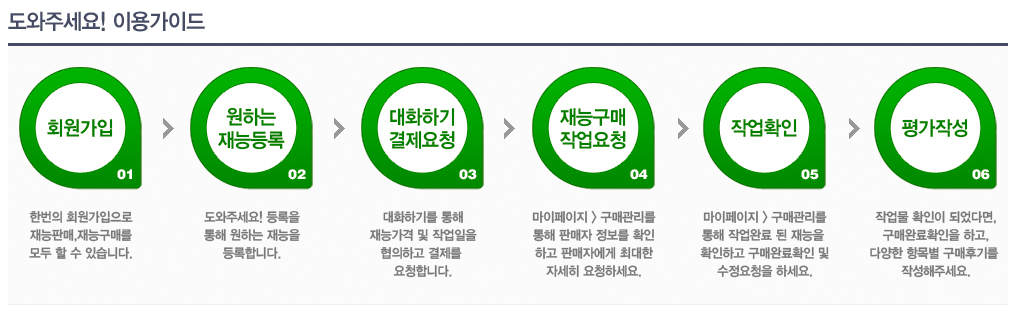 도와주세요! 이용가이드
회원가입
01
원하는
재능등록
02
대화하기
결제요청
03
재능구매
작업요청
04
작업확인
05
평가작성
06
한번의 회원가입으로
재능판매,재능구매를
모두 할 수 있습니다.
도와주세요! 등록을
통해 원하는 재능을
등록합니다.
대화하기를 통해
재능가격 및 작업일을
협의하고 결제를
요청합니다.
마이페이지 > 구매관리를
통해 판매자 정보를 확인
하고 판매자에게 최대한
자세히 요청하세요.
마이페이지 > 구매관리를
통해 작업완료 된 재능을
확인하고 구매완료확인 및
수정요청을 하세요.
작업물 확인이 되었다면,
구매완료확인을 하고,
다양한 항목별 구매후기를
작성해주세요.